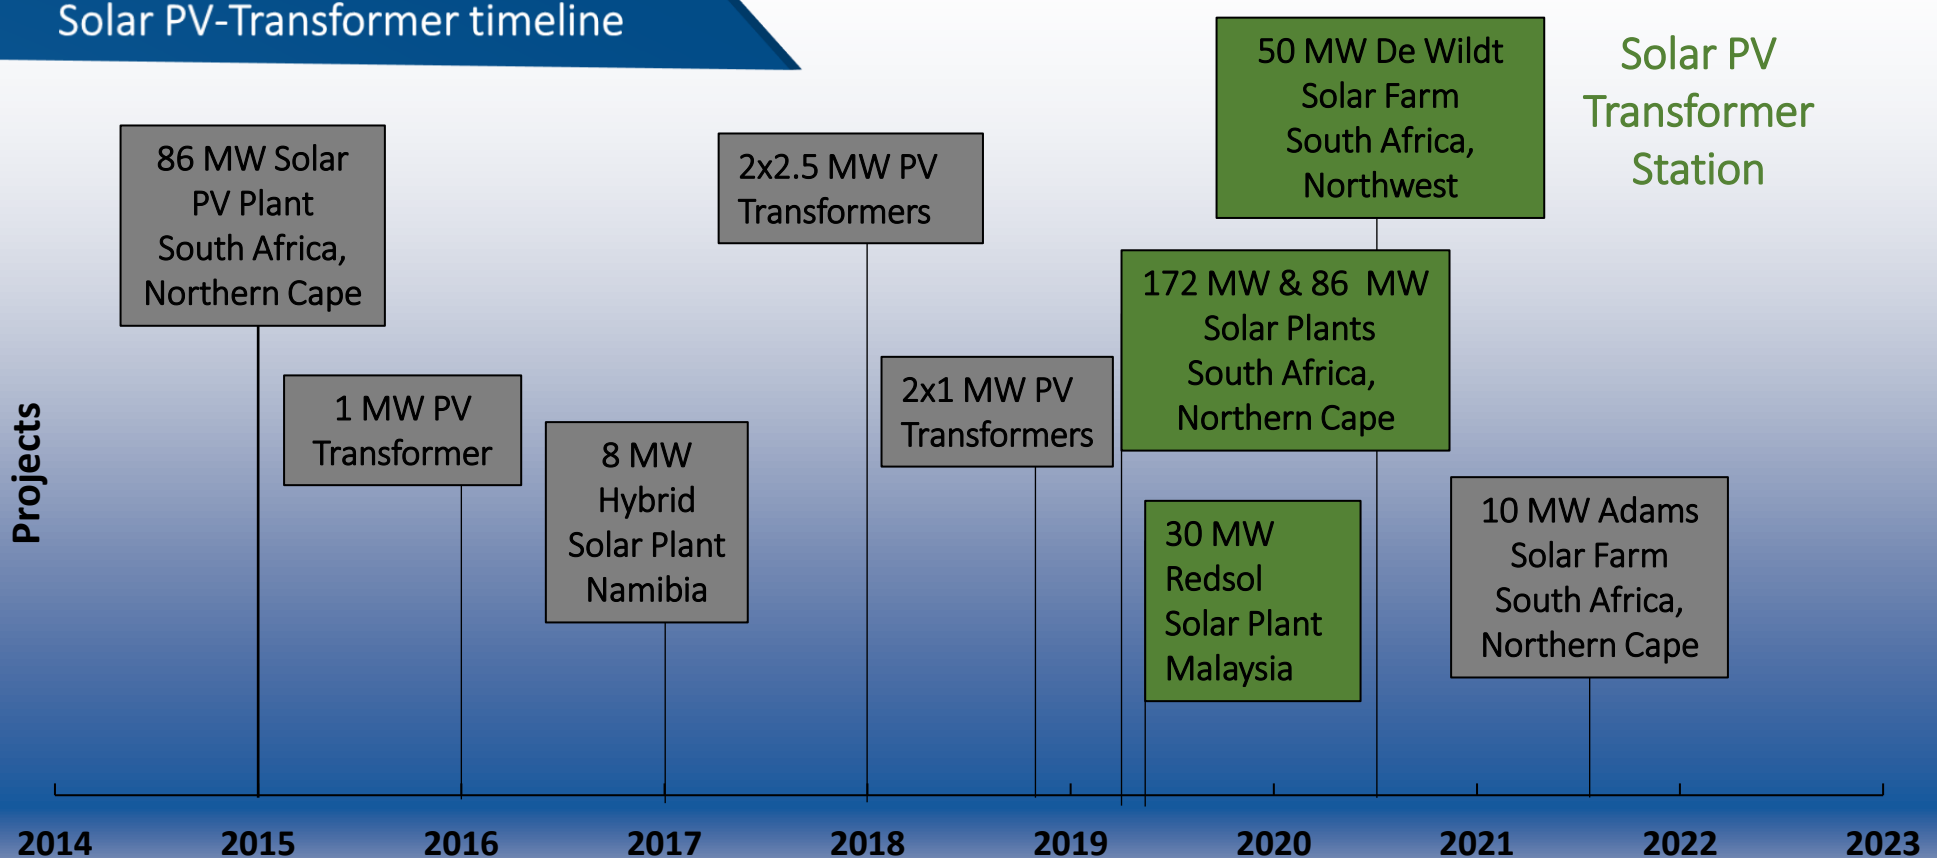 Solar PV-Transformer timeline
50 MW De Wildt
Solar Farm
South Africa,
Northwest
Solar PV
Transformer
Station
86 MW Solar
PV Plant
South Africa,
Northern Cape
2x2.5 MW PV
Transformers
172 MW & 86 MW
Solar Plants
South Africa,
Northern Cape
1 MW PV
Transformer
8 MW
Hybrid
Solar Plant
Namibia
2x1 MW PV
Transformers
30 MW
Redsol
Solar Plant
Malaysia
10 MW Adams
Solar Farm
South Africa,
Northern Cape
Projects
2014 2015 2016 2017 2018 2019 2020 2021 2022 2023